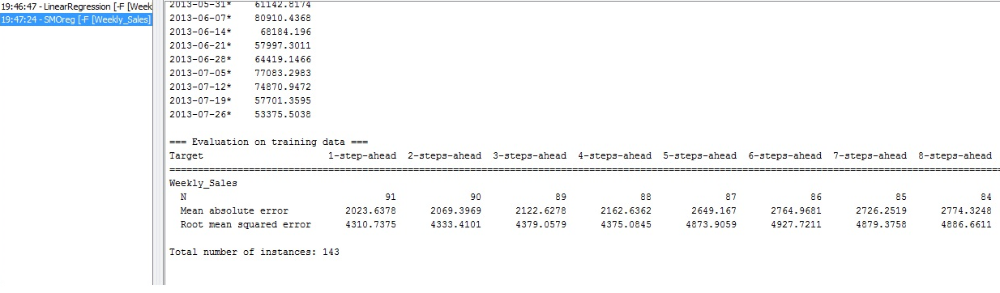 19:46:47 - LinearRegression [-F [Week
19:47:24 - SMOreg [-F [Weekly_Sales]
2013-05-31* 61142.8174
2013-06-07* 80910.4368
2013-06-14* 68184.196
2013-06-21* 57997.3011
2013-06-28* 64419.1466
2013-07-05* 77083.2983
2013-07-12* 74870.9472
2013-07-19* 57701.3595
2013-07-26* 53375.5038
=== Evaluation on training data ===
Target 1-step-ahead 2-steps-ahead 3-steps-ahead 4-steps-ahead 5-steps-ahead 6-steps-ahead 7-steps-ahead 8-steps-ahead
==========================================================================================
Weekly_Sales
N 91 90 89 88 87 86 85 84
Mean absolute error 2023.6378 2069.3969 2122.6278 2162.6362 2649.167 2764.9681 2726.2519 2774.3248
Root mean squared error 4310.7375 4333.4101 4379.0579 4375.0845 4873.9059 4927.7211 4879.3758 4886.6611
Total number of instances: 143